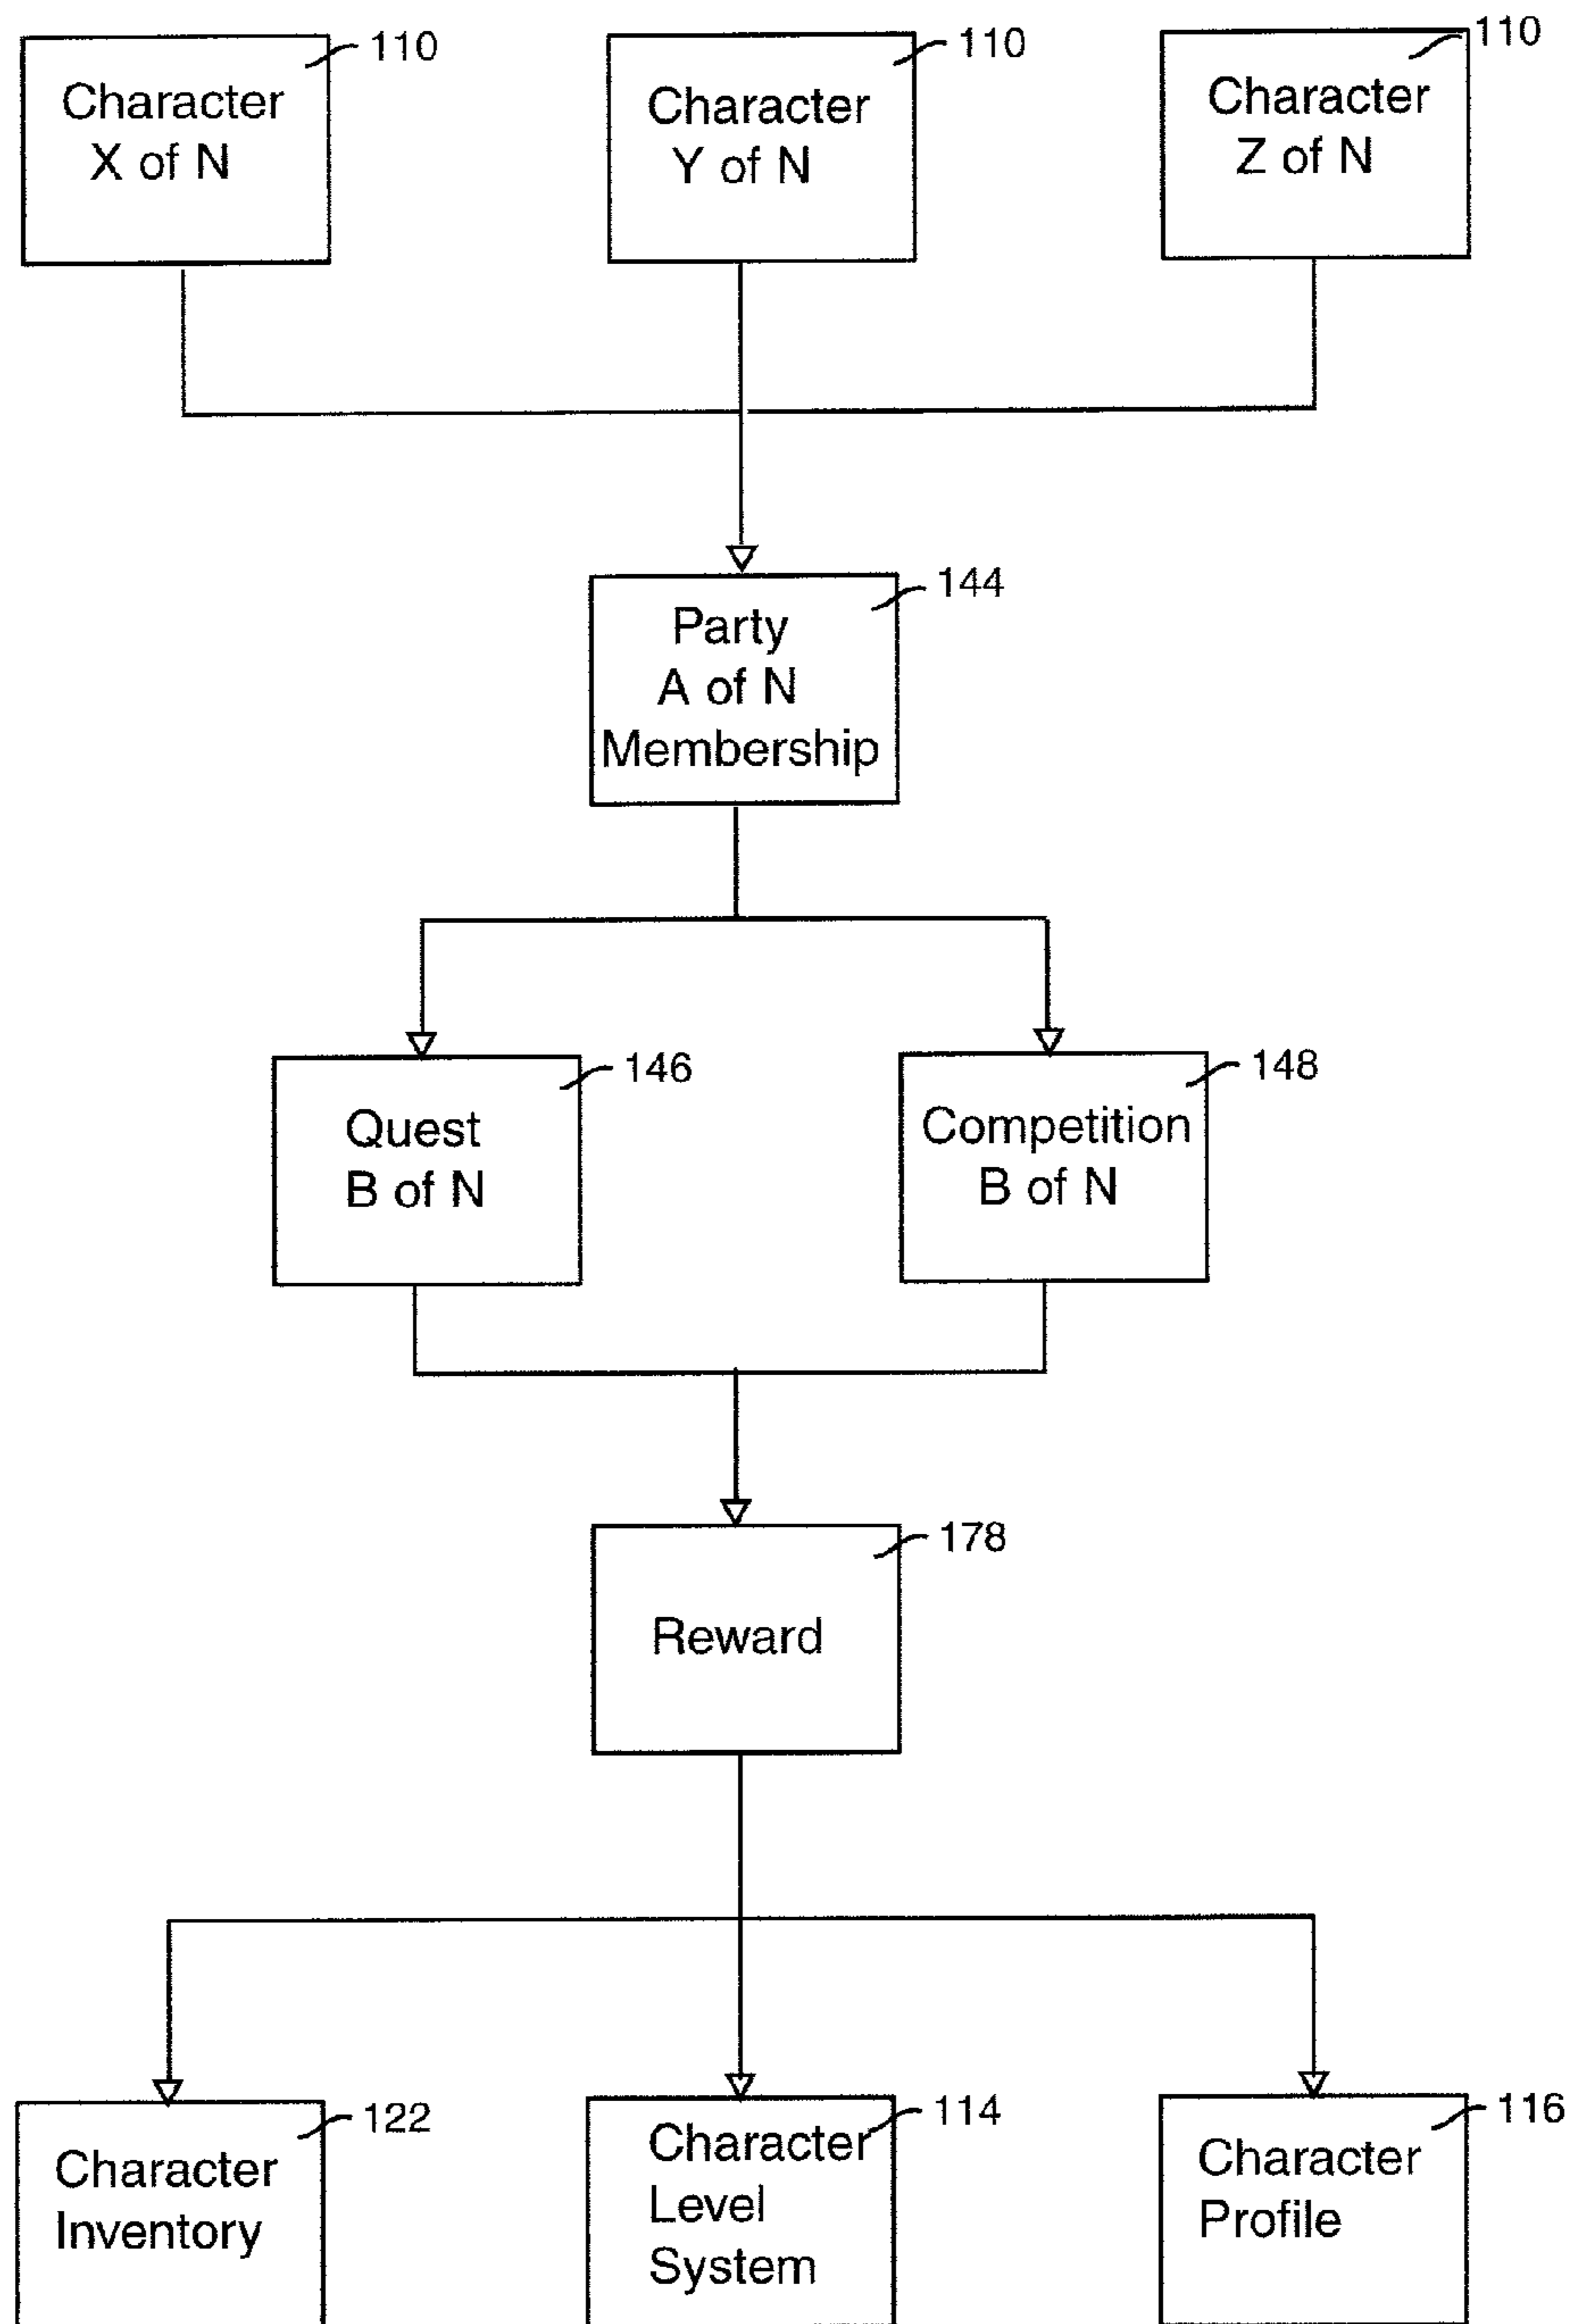 110
Character
X of N
110
Character
Y of N
110
Character
Z of N
144
Party
A of N
Membership
146
Quest
B of N
148
Competition
B of N
178
Reward
122
Character
Inventory
114
Character
Level
System
116
Character
Profile